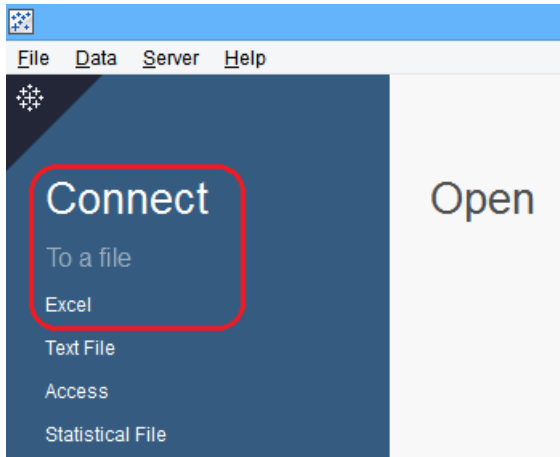 File Data Server Help
Connect
Open
To a file
Excel
Text File
Access
Statistical File